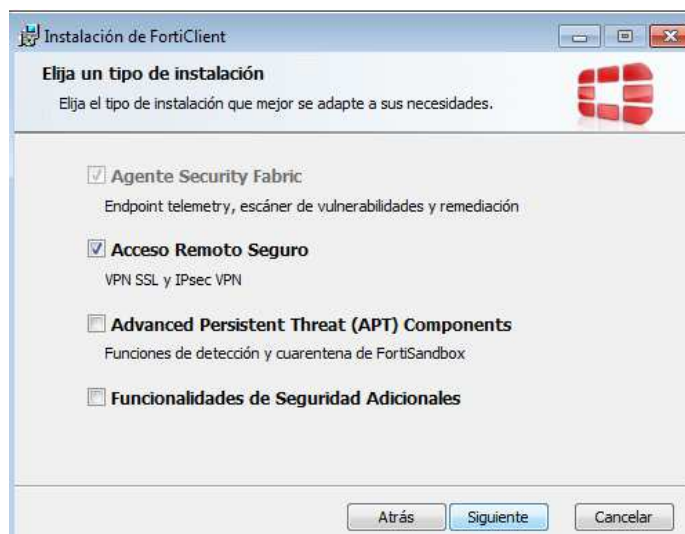 Instalación de FortiClient
Elija un tipo de instalación
Elija el tipo de instalación que mejor se adapte a sus necesidades.
Agente Security Fabric
Endpoint telemetry, escáner de vulnerabilidades y remediación
Acceso Remoto Seguro
VPN SSL y IPsec VPN
Advanced Persistent Threat (APT) Components
Funciones de detección y cuarentena de FortiSandbox
Funcionalidades de Seguridad Adicionales
Atrás Siguiente Cancelar